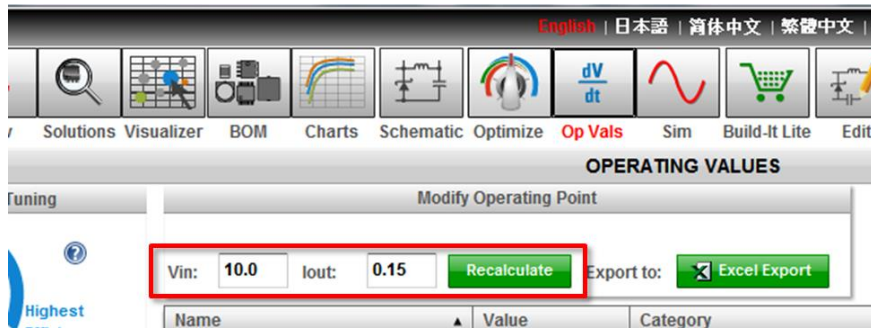 English | 日本語 | 简体中文 | 繁體中文 |
dV
dt
Solutions Visualizer BOM Charts Schematic Optimize Op Vals Sim Build-It Lite Edit
OPERATING VALUES
Tuning
Modify Operating Point
?
Vin: 10.0 Iout: 0.15 Recalculate Export to: Excel Export
Highest
Name Value Category